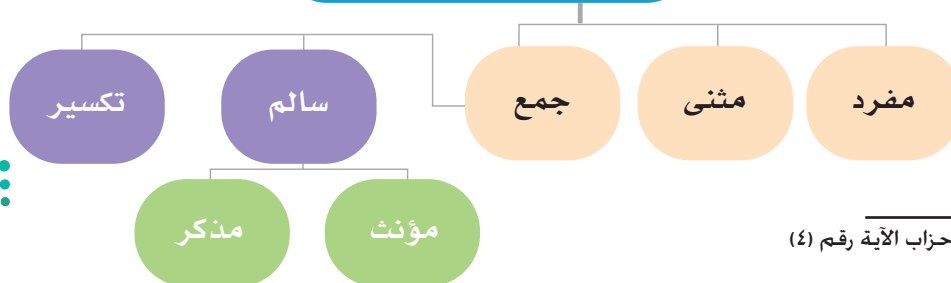 مفرد
مثنى
جمع
سالم
تكسير
مؤنث
مذكر
حزاب الآية رقم (٤)